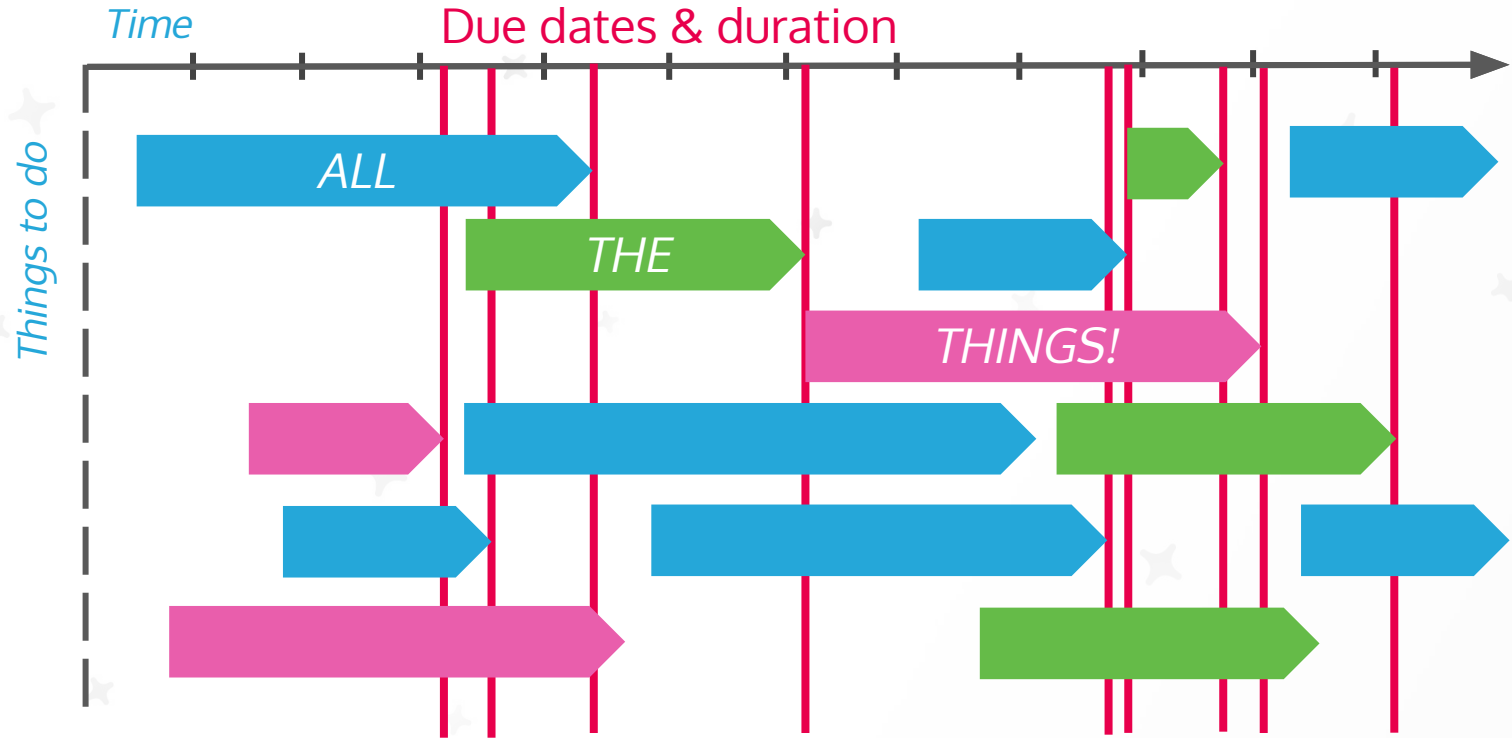 Time
Due dates & duration
Things to do
ALL
THE
THINGS!